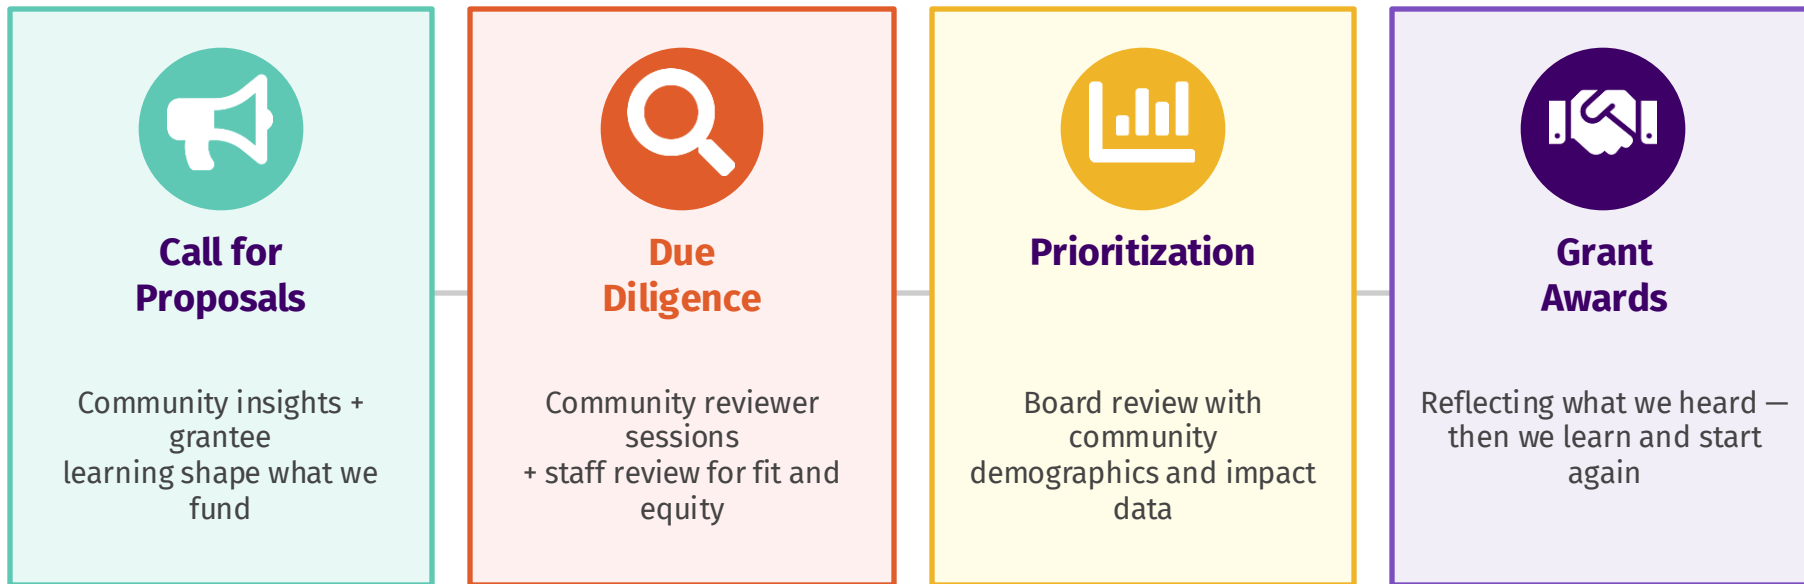 Call for
Proposals
Community insights +
grantee
learning shape what we
fund
Due
Diligence
Community reviewer
sessions
+ staff review for fit and
equity
Prioritization
Board review with
community
demographics and impact
data
Grant
Awards
Reflecting what we heard —
then we learn and start
again